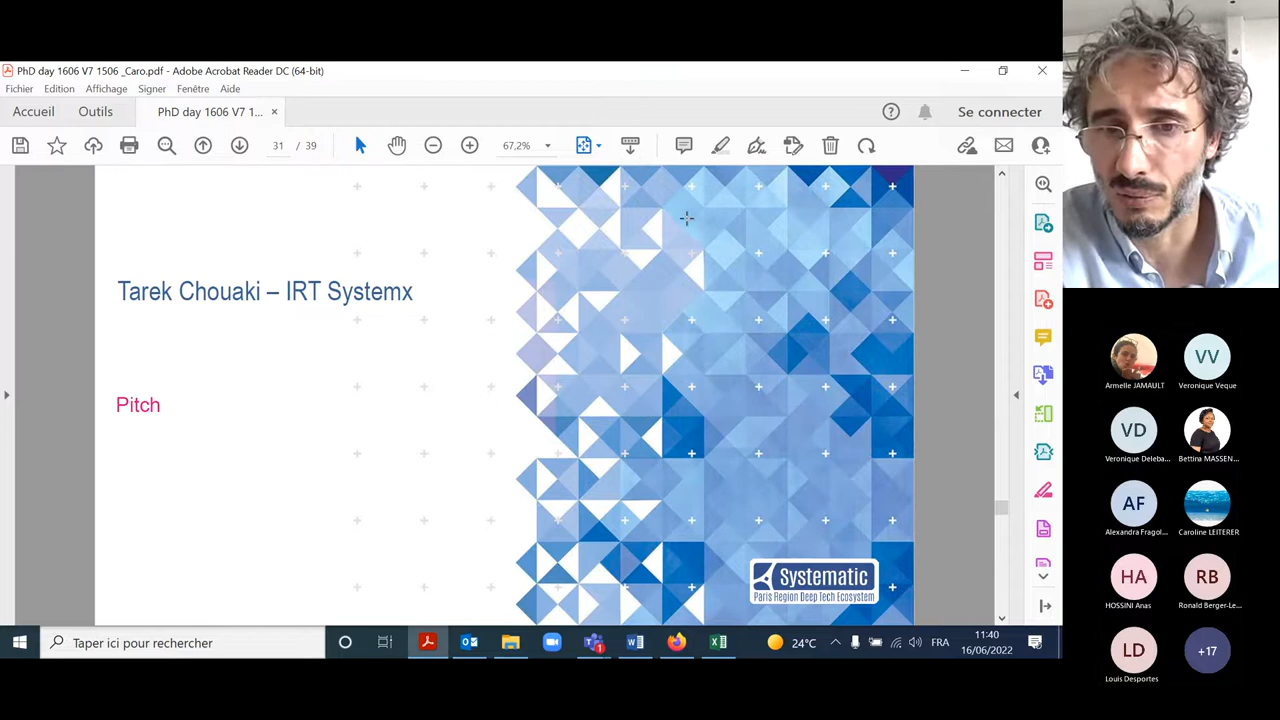 PhD day 1606 V7 1506 _Caro.pdf - Adobe Acrobat Reader DC (64-bit)
Fichier Edition Affichage Signer Fenêtre Aide
Accueil Outils PhD day 1606 V7 1... × Se connecter
31 / 39 67,2%
Tarek Chouaki – IRT Systemx
Pitch
Systematic
Paris Region Deep Tech Ecosystem
Armelle JAMAULT
VV
Veronique Veque
VD
Veronique Deleba...
Bettina MASSEN...
AF
Alexandra Fragol...
Caroline LEITERER
HA
HOSSINI Anas
RB
Ronald Berger-Le...
LD
Louis Desportes
+17
Taper ici pour rechercher
24°C
FRA
11:40
16/06/2022